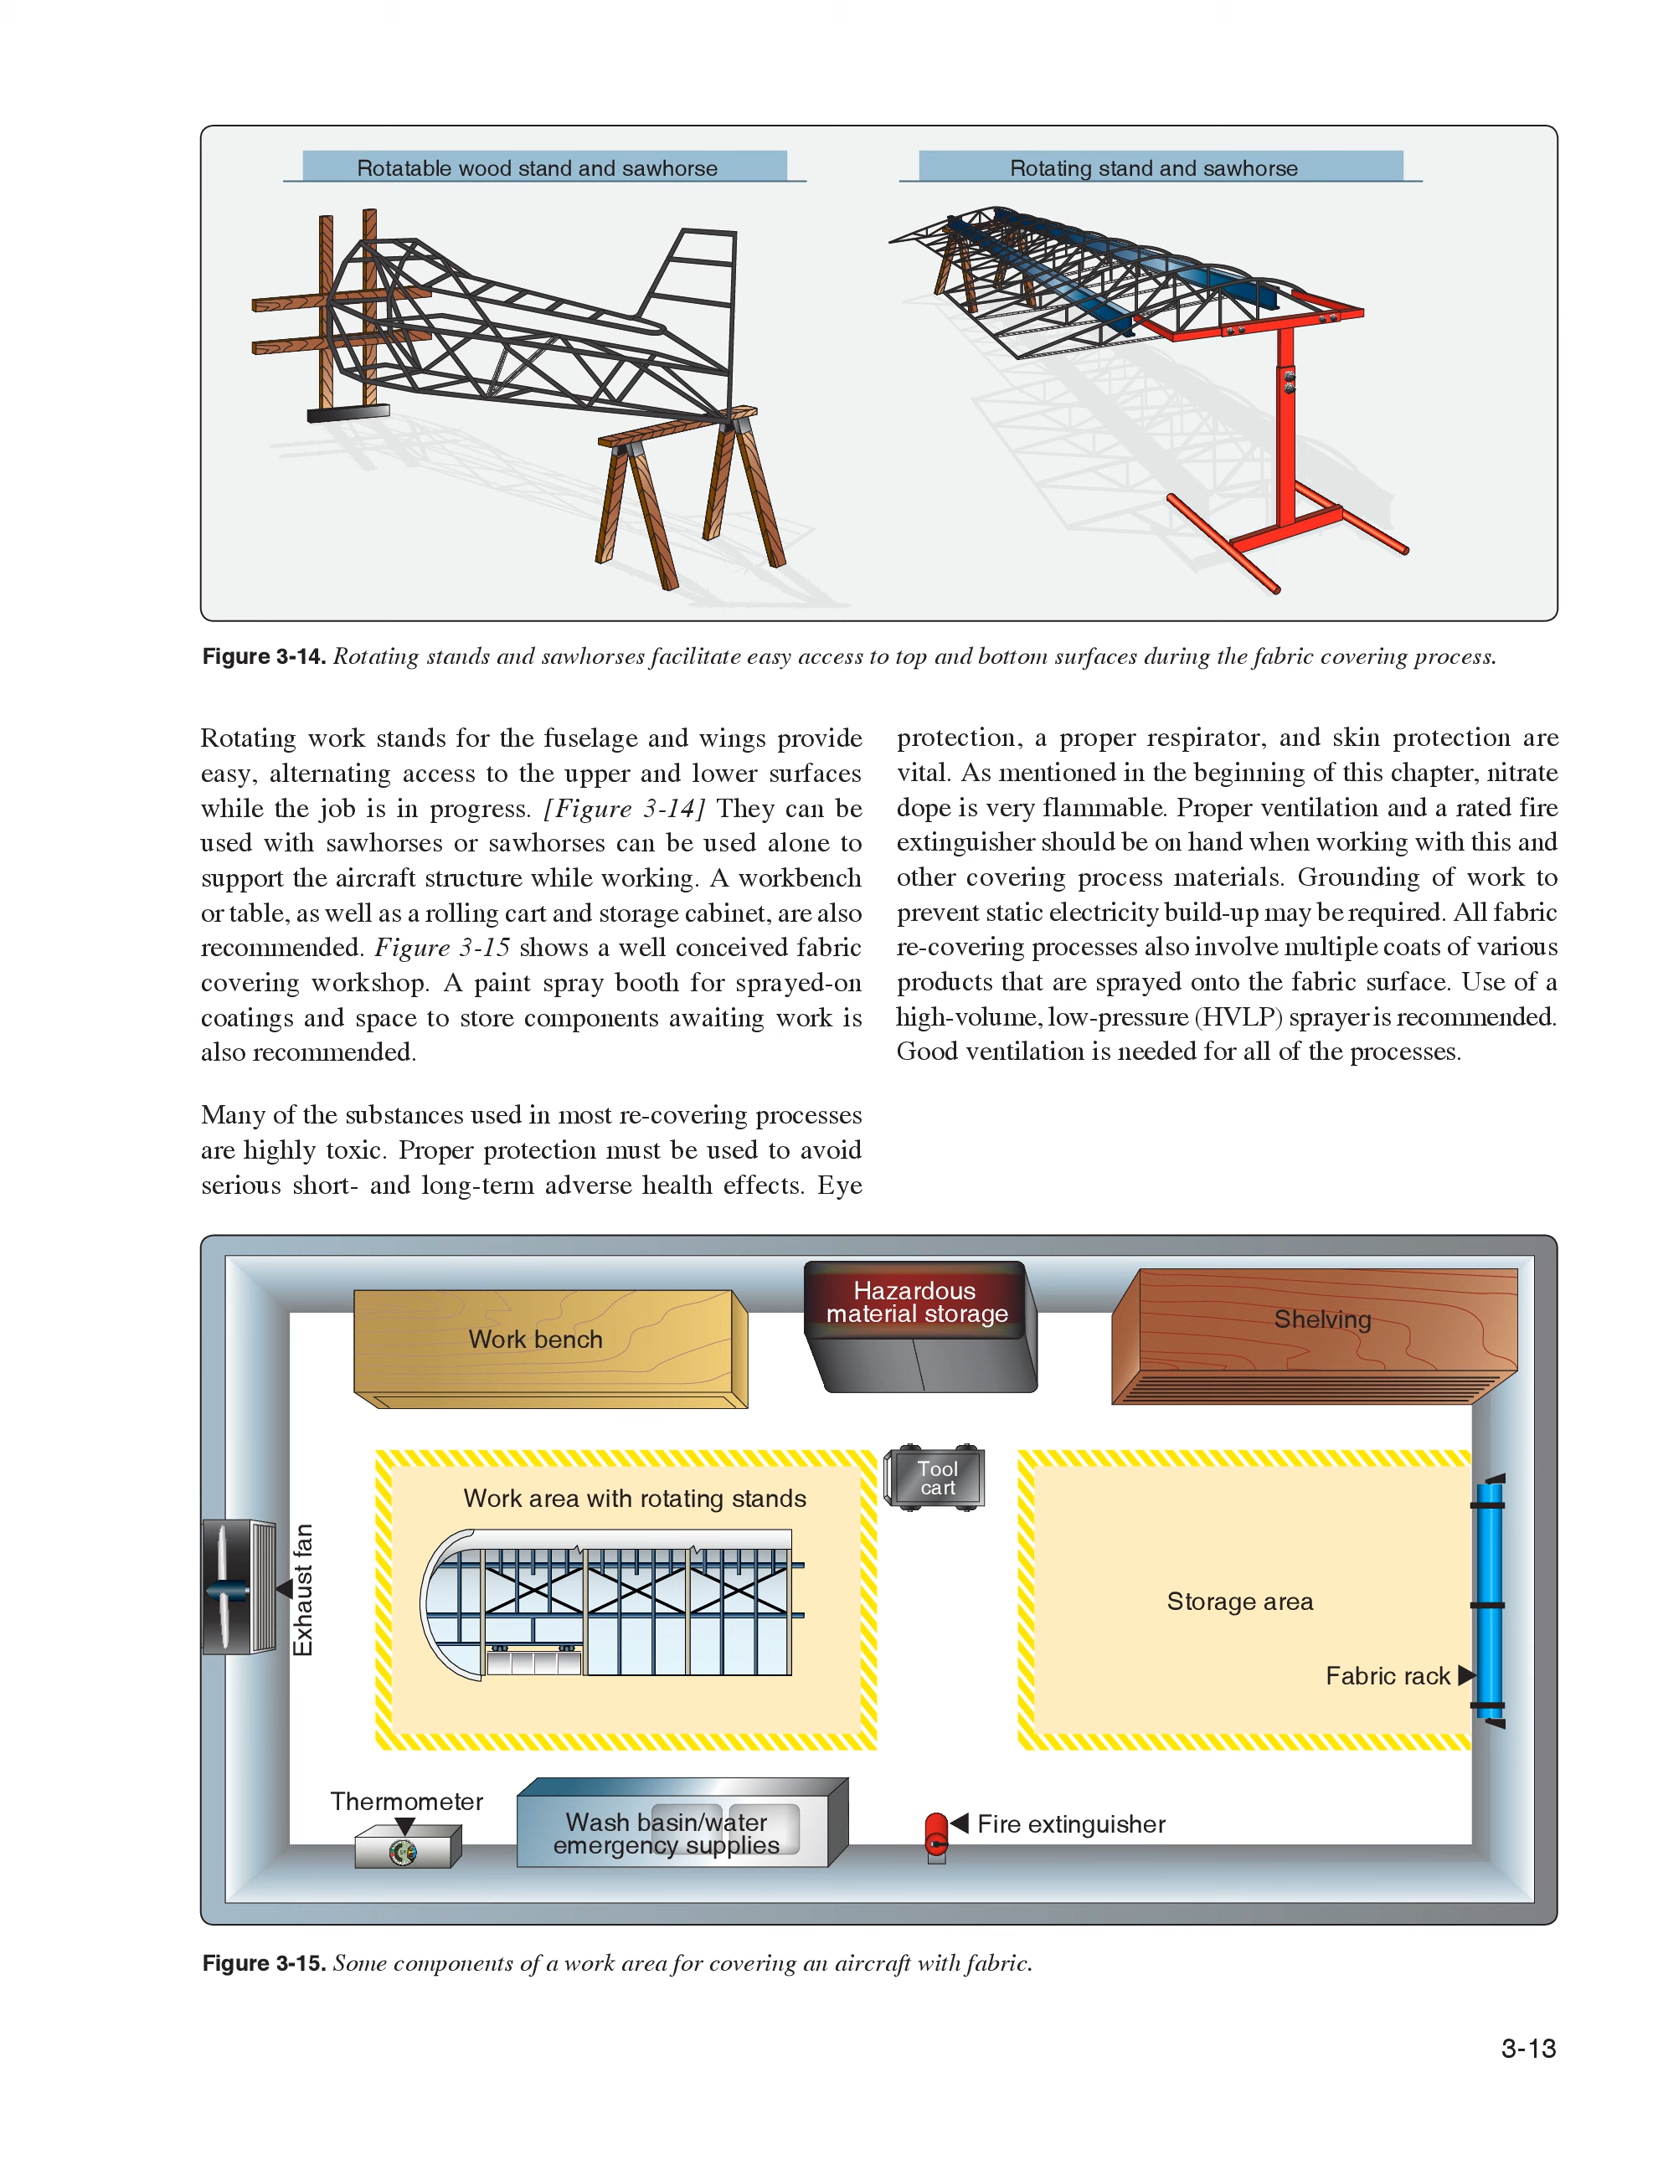 Rotatable wood stand and sawhorse
Rotating stand and sawhorse
Figure 3-14. Rotating stands and sawhorses facilitate easy access to top and bottom surfaces during the fabric covering process.
Rotating work stands for the fuselage and wings provide
easy, alternating access to the upper and lower surfaces
while the job is in progress. [Figure 3-14] They can be
used with sawhorses or sawhorses can be used alone to
support the aircraft structure while working. A workbench
or table, as well as a rolling cart and storage cabinet, are also
recommended. Figure 3-15 shows a well conceived fabric
covering workshop. A paint spray booth for sprayed-on
coatings and space to store components awaiting work is
also recommended.
Many of the substances used in most re-covering processes
are highly toxic. Proper protection must be used to avoid
serious short- and long-term adverse health effects. Eye
protection, a proper respirator, and skin protection are
vital. As mentioned in the beginning of this chapter, nitrate
dope is very flammable. Proper ventilation and a rated fire
extinguisher should be on hand when working with this and
other covering process materials. Grounding of work to
prevent static electricity build-up may be required. All fabric
re-covering processes also involve multiple coats of various
products that are sprayed onto the fabric surface. Use of a
high-volume, low-pressure (HVLP) sprayer is recommended.
Good ventilation is needed for all of the processes.
Work bench
Hazardous
material storage
Shelving
Tool
cart
Work area with rotating stands
Exhaust fan
Storage area
Fabric rack
Thermometer
Wash basin/water
emergency supplies
Fire extinguisher
Figure 3-15. Some components of a work area for covering an aircraft with fabric.
3-13